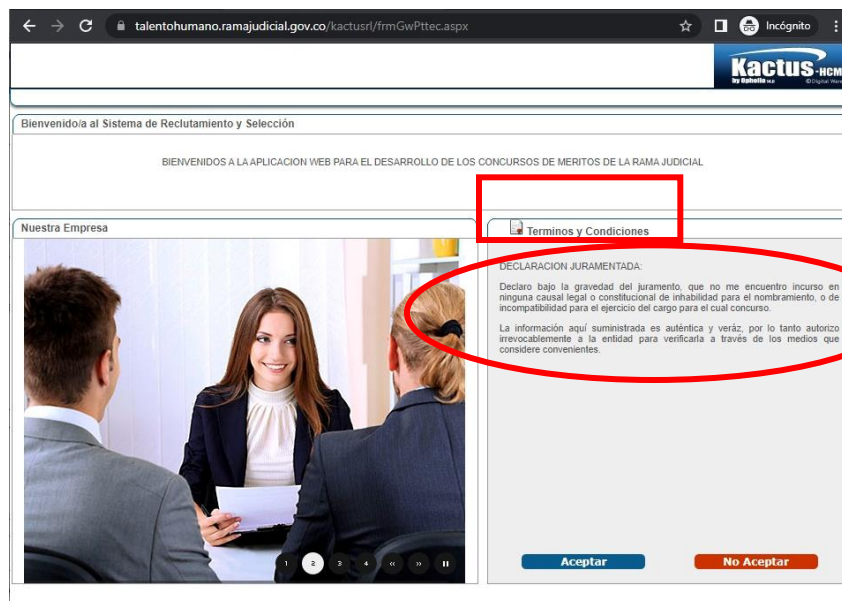 talentohumano.ramajudicial.gov.co/kactusrl/frmGwPttec.aspx
Incógnito
Kactus-HCM
by Ophelia
© Digital Ware
Bienvenido/a al Sistema de Reclutamiento y Selección
BIENVENIDOS A LA APLICACION WEB PARA EL DESARROLLO DE LOS CONCURSOS DE MERITOS DE LA RAMA JUDICIAL
Nuestra Empresa
Terminos y Condiciones
DECLARACION JURAMENTADA:
Declaro bajo la gravedad del juramento, que no me encuentro incurso en
ninguna causal legal o constitucional de inhabilidad para el nombramiento, o de
incompatibilidad para el ejercicio del cargo para el cual concurso.
La información aquí suministrada es auténtica y veráz, por lo tanto autorizo
irrevocablemente a la entidad para verificarla a través de los medios que
considere convenientes.
1 2 3 4 « »
Aceptar
No Aceptar